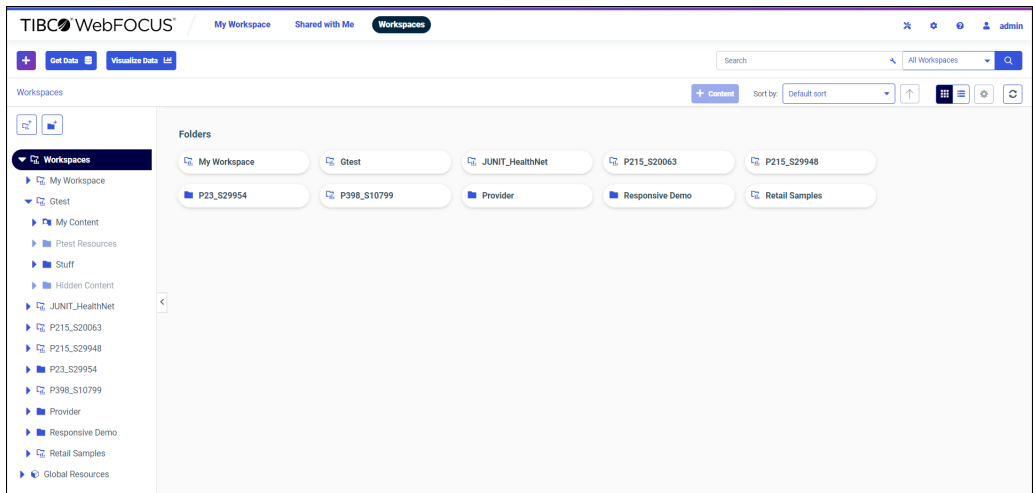 TIBCO® WebFOCUS® My Workspace Shared with Me Workspaces admin
+ Get Data Visualize Data Search All Workspaces
Workspaces + Content Sort by: Default sort
Folders
My Workspace Gtest JUNIT_HealthNet P215_S20063 P215_S29948
P23_S29954 P398_S10799 Provider Responsive Demo Retail Samples
Workspaces
My Workspace
Gtest
My Content
Ptest Resources
Stuff
Hidden Content
JUNIT_HealthNet
P215_S20063
P215_S29948
P23_S29954
P398_S10799
Provider
Responsive Demo
Retail Samples
Global Resources